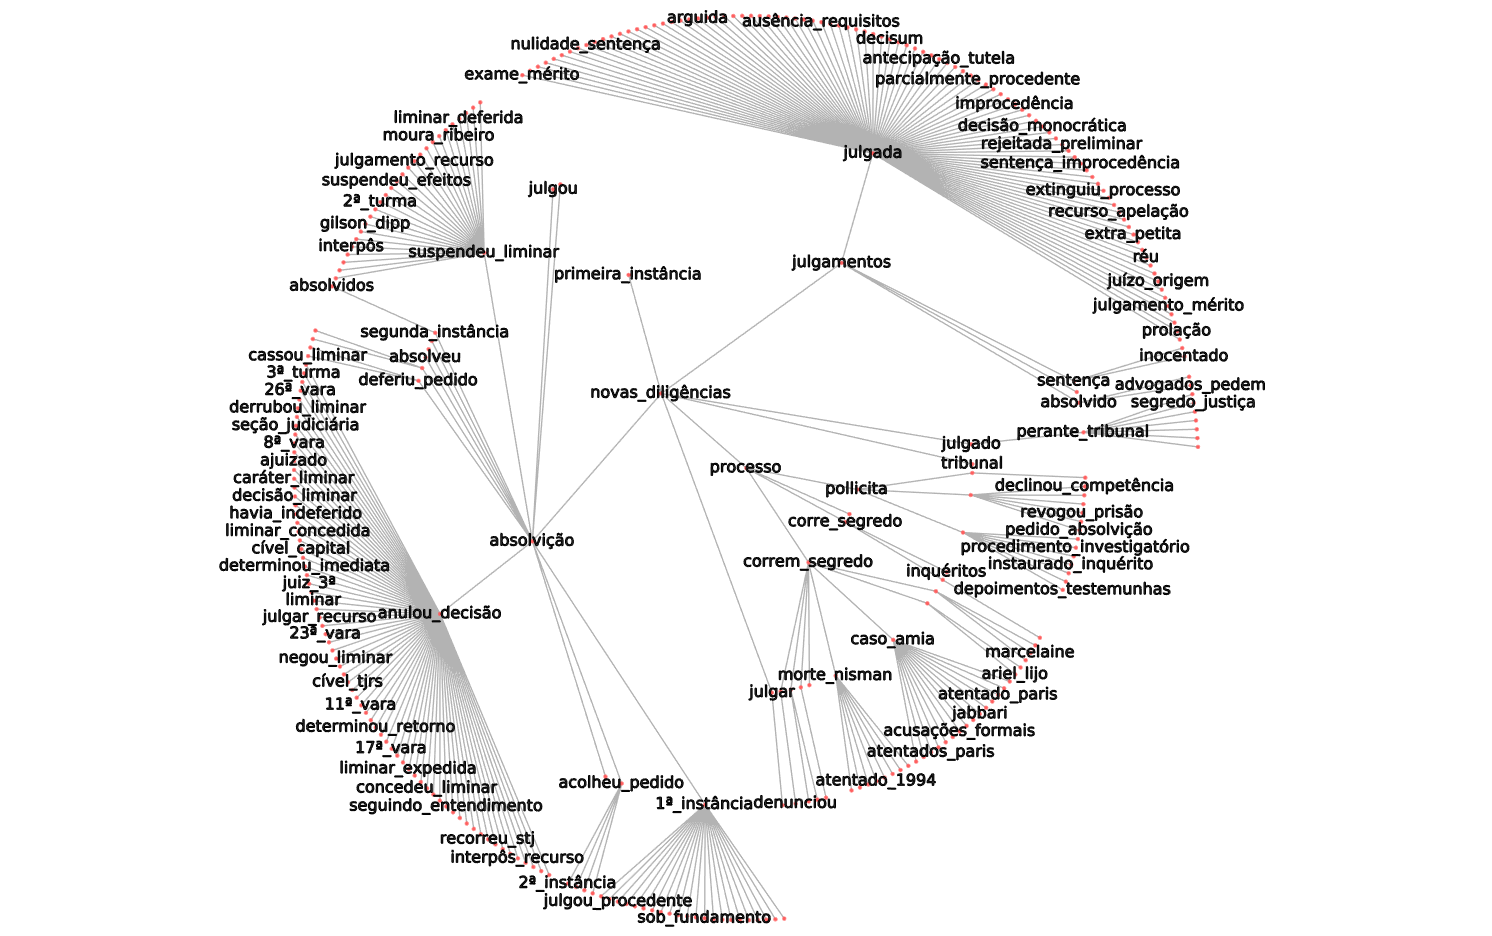 arguida
ausência_requisitos
decisum
nulidade_sentença
antecipação_tutela
exame_mérito
parcialmente_procedente
improcedência
liminar_deferida
decisão_monocrática
moura_ribeiro
rejeitada_preliminar
julgada
julgamento_recurso
sentença_improcedência
suspendeu_efeitos
julgou
extinguiu_processo
2ª_turma
recurso_apelação
gilson_dipp
extra_petita
interpôs
suspendeu_liminar
réu
julgamentos
primeira_instância
juízo_origem
absolvidos
julgamento_mérito
segunda_instância
prolação
cassou_liminar
absolveu
inocentado
3ª_turma
deferiu_pedido
sentença
advogados_pedem
26ª_vara
novas_diligências
absolvido
segredo_justiça
derrubou_liminar
seção_judiciária
perante_tribunal
8ª_vara
julgado
ajuizado
tribunal
processo
caráter_liminar
pollicita
declinou_competência
decisão_liminar
havia_indeferido
revogou_prisão
corre_segredo
liminar_concedida
pedido_absolvição
absolvição
cível_capital
procedimento_investigatório
determinou_imediata
correm_segredo
instaurado_inquérito
inquéritos
juiz_3ª
depoimentos_testemunhas
liminar
anulou_decisão
julgar_recurso
23ª_vara
caso_amia
marcelaine
negou_liminar
morte_nisman
ariel_lijo
cível_tjrs
julgar
atentado_paris
11ª_vara
jabbari
determinou_retorno
acusações_formais
17ª_vara
atentados_paris
liminar_expedida
acolheu_pedido
atentado_1994
concedeu_liminar
seguindo_entendimento
1ª_instância
denunciou
recorreu_stj
interpôs_recurso
2ª_instância
julgou_procedente
sob_fundamento